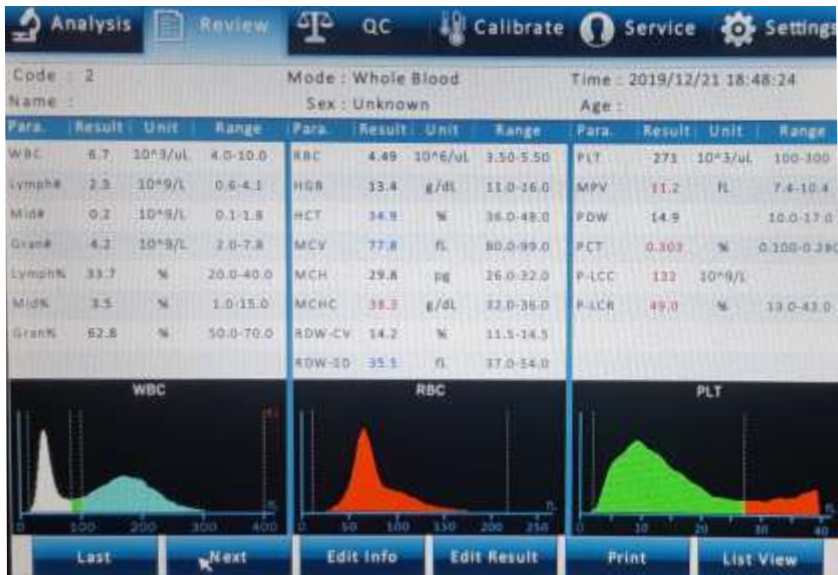 Analysis Review QC Calibrate Service Settings
Code : 2 Mode : Whole Blood Time : 2019/12/21 18:48:24
Name : Sex : Unknown Age :
Para. Result Unit Range Para. Result Unit Range Para. Result Unit Range
WBC 6.7 10^3/uL 4.0-10.0 RBC 4.49 10^6/uL 3.50-5.50 PLT 271 10^3/uL 100-300
Lymph# 2.3 10^9/L 0.6-4.1 HGB 13.4 g/dL 11.0-16.0 MPV 11.2 fL 7.4-10.4
Mid# 0.2 10^9/L 0.1-1.8 HCT 34.9 % 36.0-48.0 PDW 14.9 10.0-17.0
Gran# 4.2 10^9/L 2.0-7.8 MCV 77.8 fL 80.0-99.0 PCT 0.303 % 0.100-0.280
Lymph% 33.7 % 20.0-40.0 MCH 29.8 pg 26.0-32.0 P-LCC 133 10^9/L
Mid% 3.5 % 1.0-15.0 MCHC 38.3 g/dL 32.0-36.0 P-LCR 49.0 % 13.0-43.0
Gran% 62.8 % 50.0-70.0 RDW-CV 14.2 % 11.5-14.5
RDW-SD 35.5 fL 37.0-54.0
WBC RBC PLT
100 200 300 400 50 100 150 200 250 10 20 30 40
Last Next Edit Info Edit Result Print List View